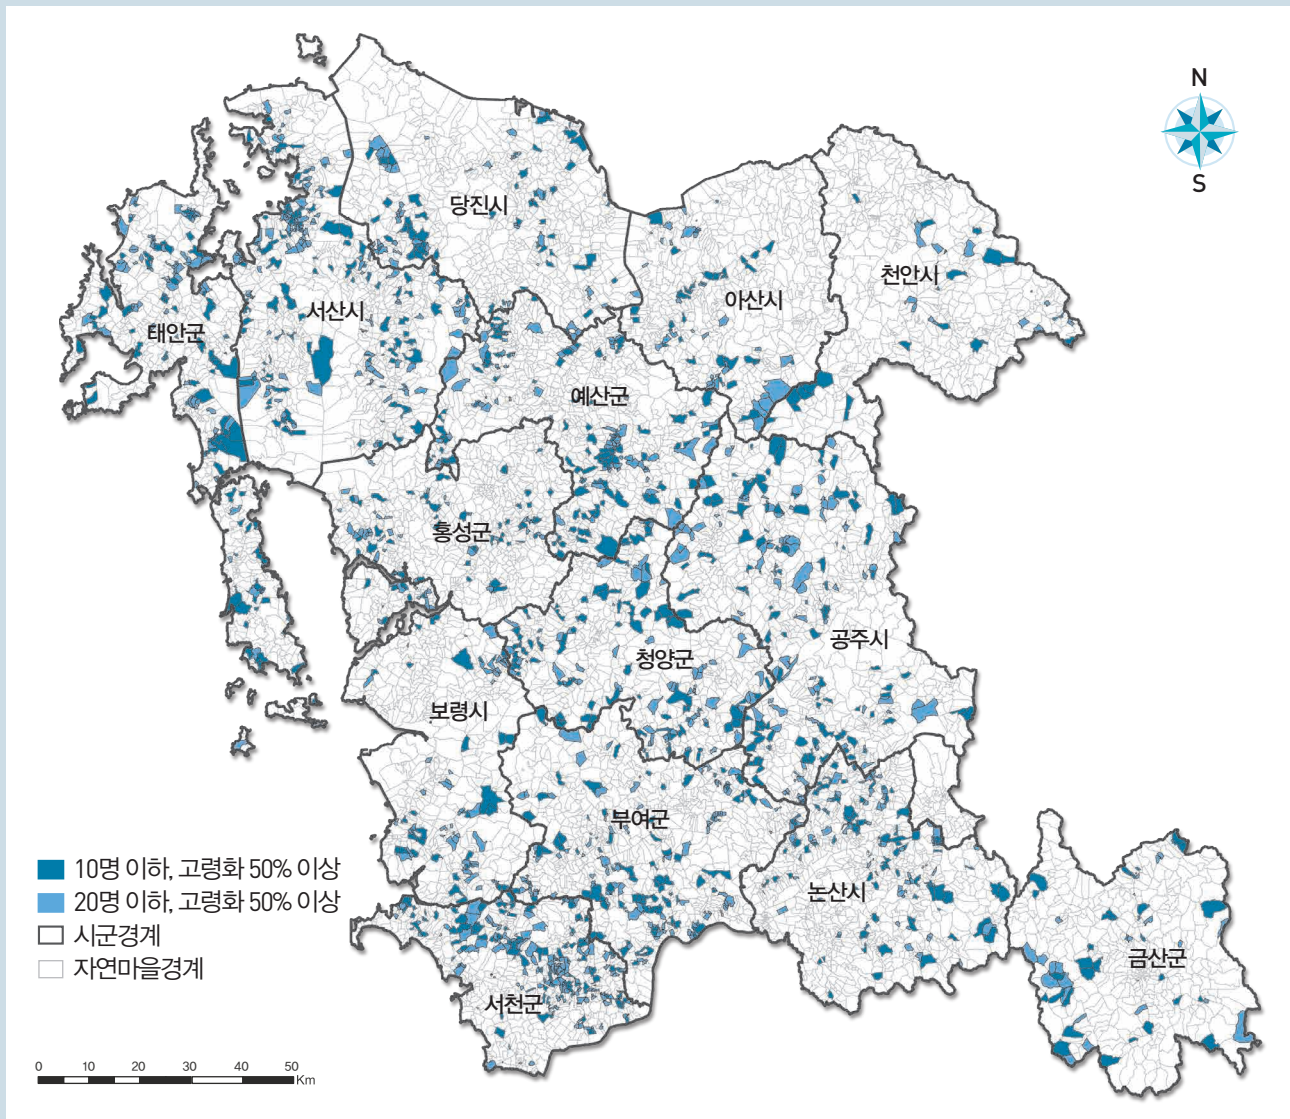 N
S
당진시
아산시
천안시
서산시
태안군
예산군
홍성군
공주시
청양군
보령시
부여군
논산시
금산군
서천군
10명 이하, 고령화 50% 이상
20명 이하, 고령화 50% 이상
시군경계
자연마을경계
0 10 20 30 40 50
Km